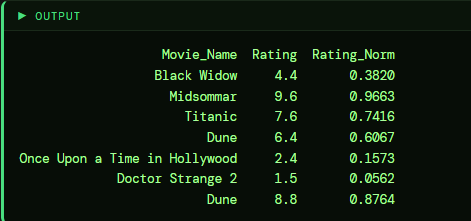 ▶ OUTPUT
Movie_Name Rating Rating_Norm
Black Widow 4.4 0.3820
Midsommar 9.6 0.9663
Titanic 7.6 0.7416
Dune 6.4 0.6067
Once Upon a Time in Hollywood 2.4 0.1573
Doctor Strange 2 1.5 0.0562
Dune 8.8 0.8764